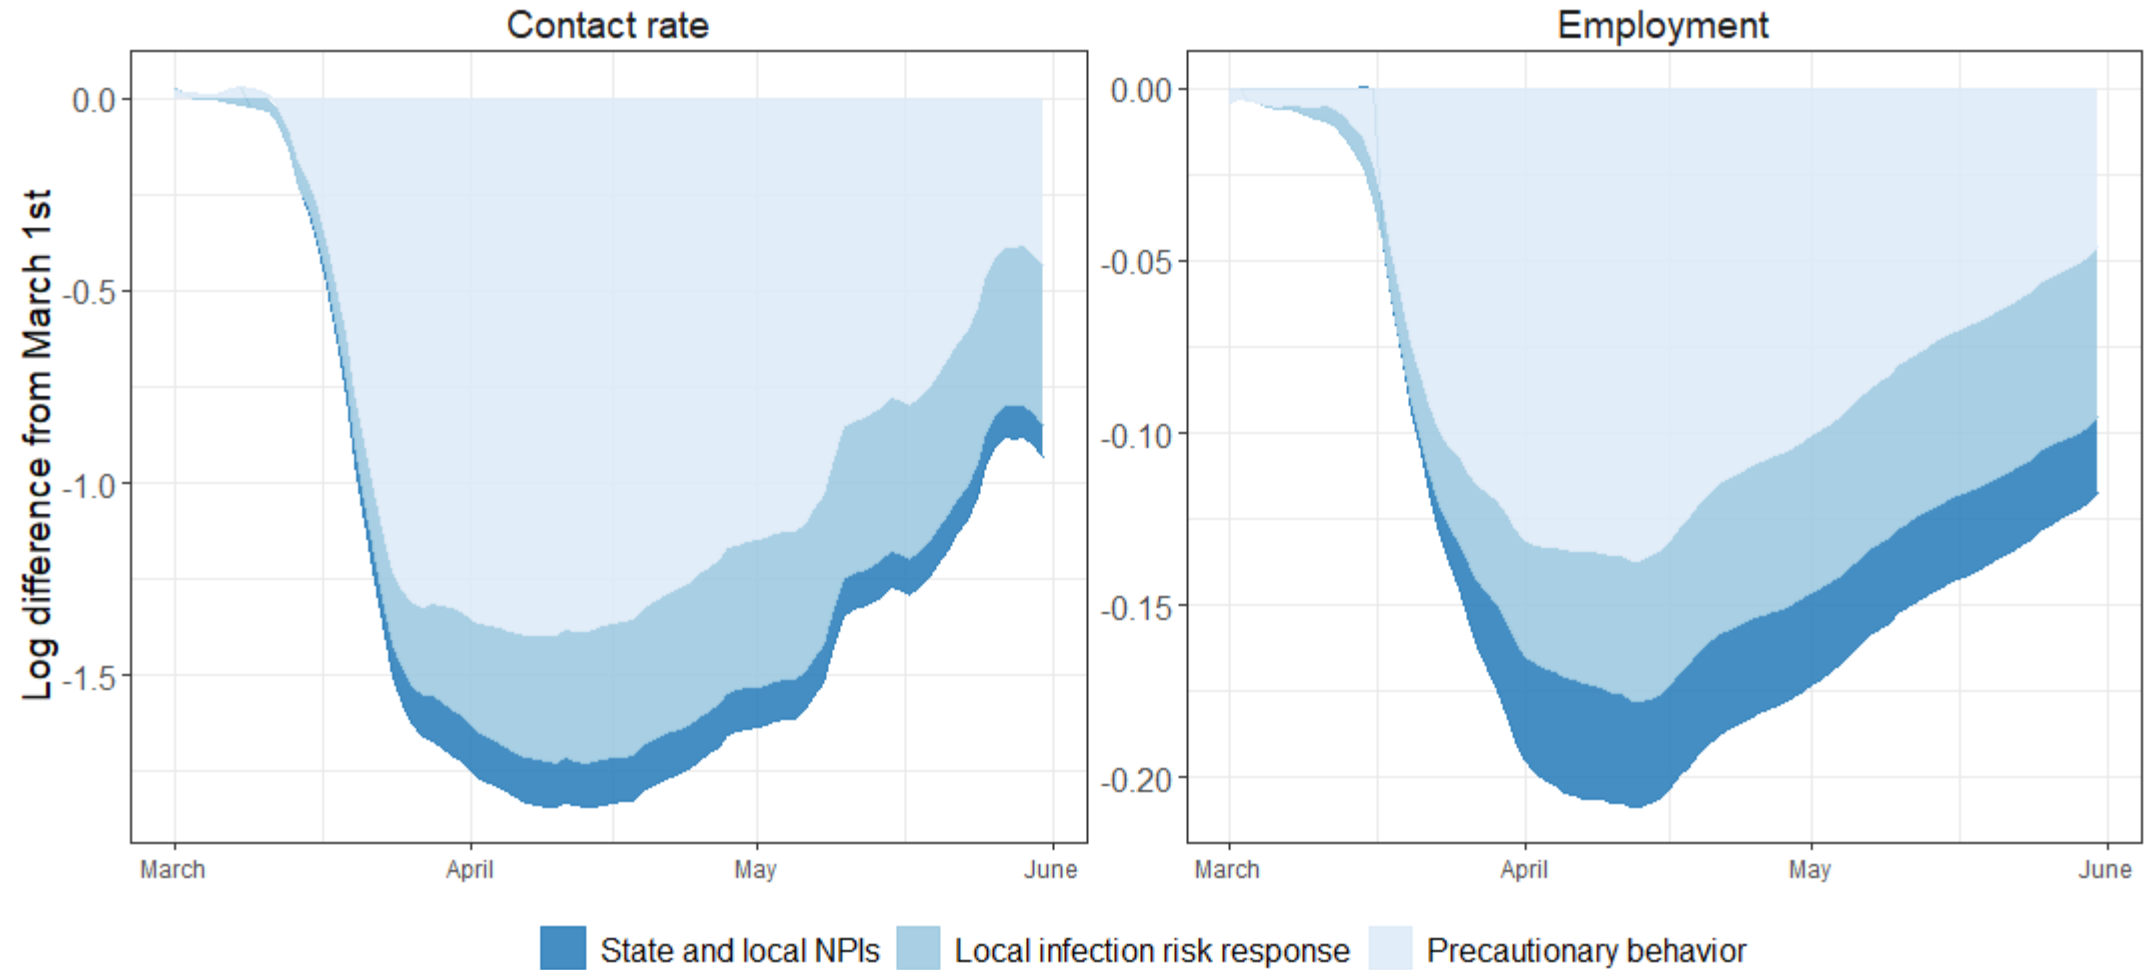 Contact rate
Employment
Log difference from March 1st
0.0
-0.5
-1.0
-1.5
March
April
May
June
0.00
-0.05
-0.10
-0.15
-0.20
March
April
May
June
State and local NPIs
Local infection risk response
Precautionary behavior